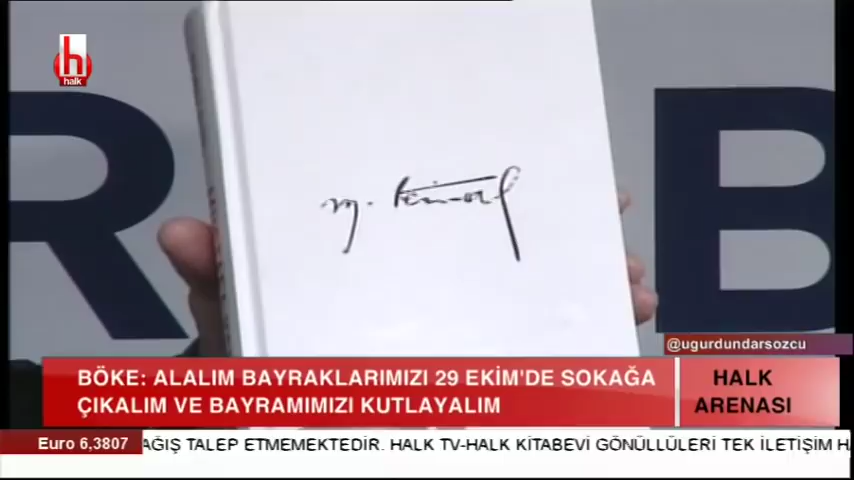 h
halk
R B
m. Kemal
@ugurdundarsozcu
BÖKE: ALALIM BAYRAKLARIMIZI 29 EKİM'DE SOKAĞA
ÇIKALIM VE BAYRAMIMIZI KUTLAYALIM
HALK
ARENASI
Euro 6,3807 AĞIŞ TALEP ETMEMEKTEDİR. HALK TV-HALK KİTABEVİ GÖNÜLLÜLERİ TEK İLETİŞİM H